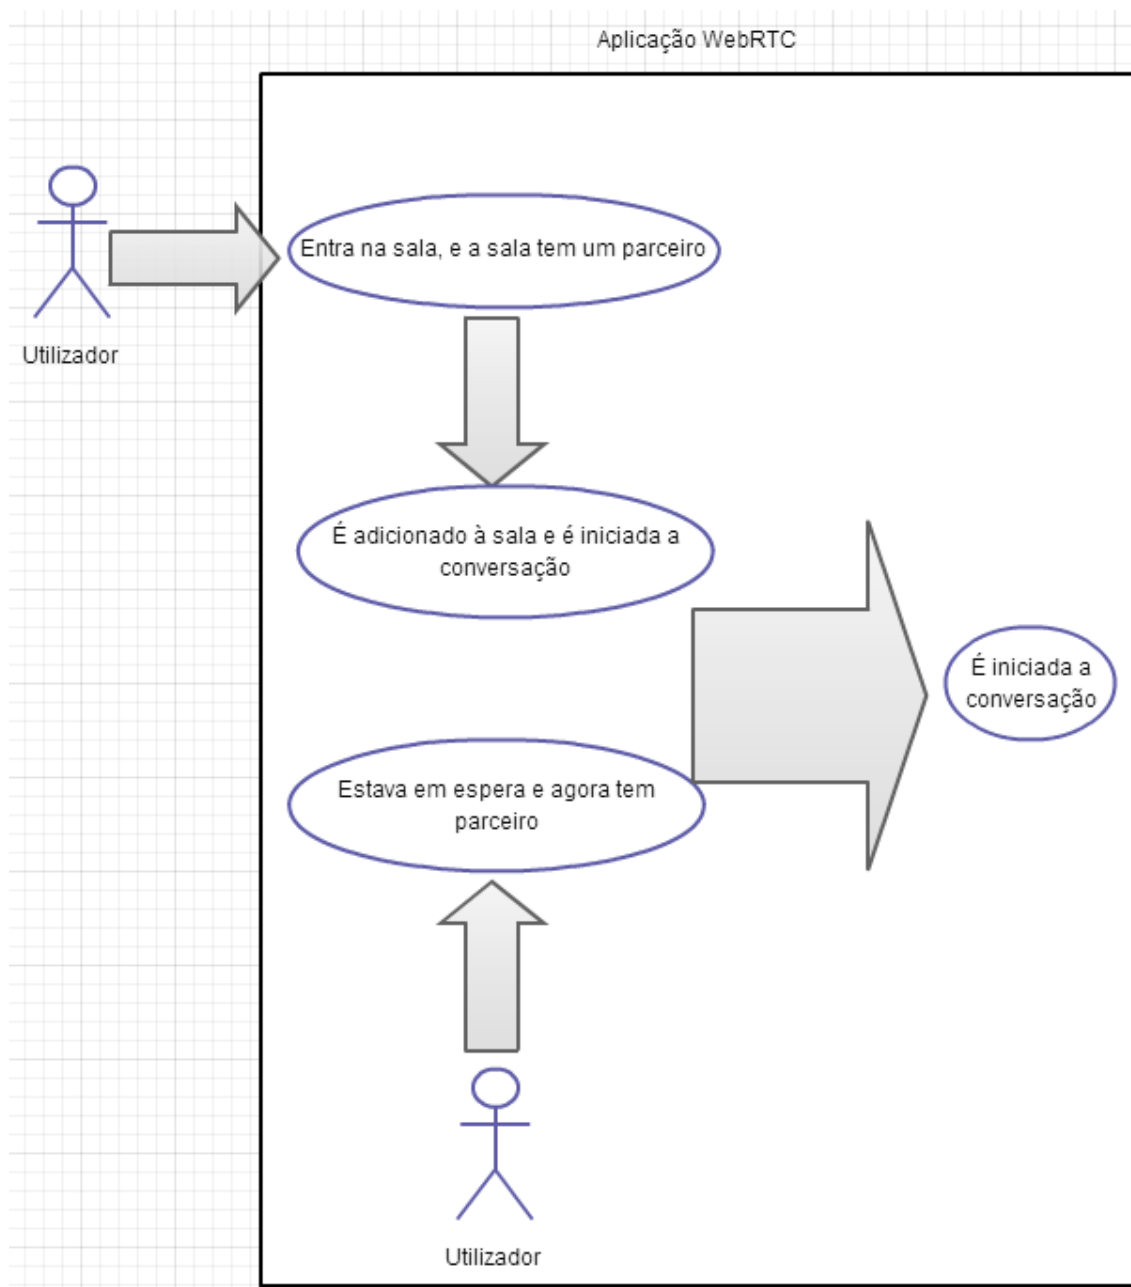 Aplicação WebRTC
Entra na sala, e a sala tem um parceiro
Utilizador
É adicionado à sala e é iniciada a
conversação
É iniciada a
conversação
Estava em espera e agora tem
parceiro
Utilizador